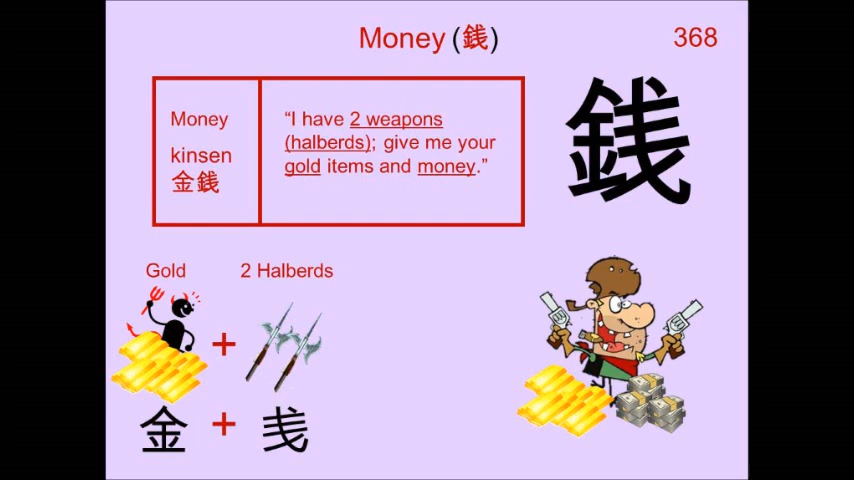 Money (銭)
368
Money
kinsen
金銭
“I have 2 weapons
(halberds); give me your
gold items and money.”
銭
Gold
2 Halberds
+
金 + 戋